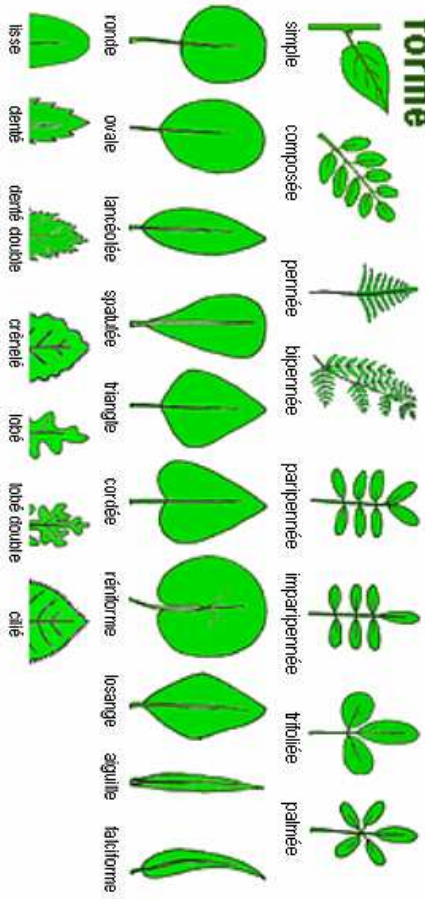 forme
simple composée pennée bipennée paripennée imparipennée trifoliée palmée
ronde ovale lancéolée spatulée triangle cordée réniforme losange aiguille falciforme
lisse denté denté double crénelé lobé lobé double cilié